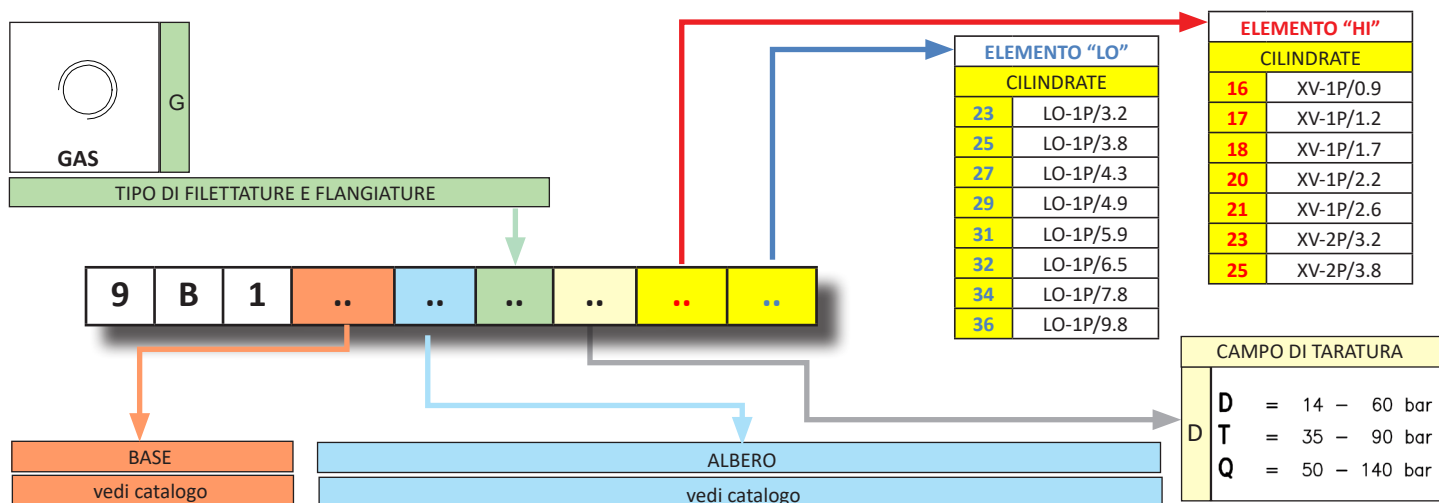 G
GAS
TIPO DI FILETTATURE E FLANGIATURE
9 B 1 .. .. .. .. .. ..
ELEMENTO “LO”
CILINDRATE
23 LO-1P/3.2
25 LO-1P/3.8
27 LO-1P/4.3
29 LO-1P/4.9
31 LO-1P/5.9
32 LO-1P/6.5
34 LO-1P/7.8
36 LO-1P/9.8
ELEMENTO “HI”
CILINDRATE
16 XV-1P/0.9
17 XV-1P/1.2
18 XV-1P/1.7
20 XV-1P/2.2
21 XV-1P/2.6
23 XV-2P/3.2
25 XV-2P/3.8
CAMPO DI TARATURA
D
D = 14 – 60 bar
T = 35 – 90 bar
Q = 50 – 140 bar
BASE
vedi catalogo
ALBERO
vedi catalogo